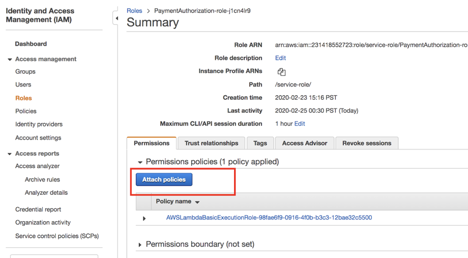 Identity and Access
Management (IAM)
Dashboard
Access management
Groups
Users
Roles
Policies
Identity providers
Account settings
Access reports
Access analyzer
Archive rules
Analyzer details
Credential report
Organization activity
Service control policies (SCPs)
Roles > PaymentAuthorization-role-j1cn4lr9
Summary
Role ARN arn:aws:iam::231418552723:role/service-role/PaymentAuthorization-ro
Role description Edit
Instance Profile ARNs
Path /service-role/
Creation time 2020-02-23 15:16 PST
Last activity 2020-02-25 00:30 PST (Today)
Maximum CLI/API session duration 1 hour Edit
Permissions Trust relationships Tags Access Advisor Revoke sessions
Permissions policies (1 policy applied)
Attach policies
Policy name
AWSLambdaBasicExecutionRole-98fae6f9-0916-4f0b-b3c3-12bae32c5500
Permissions boundary (not set)